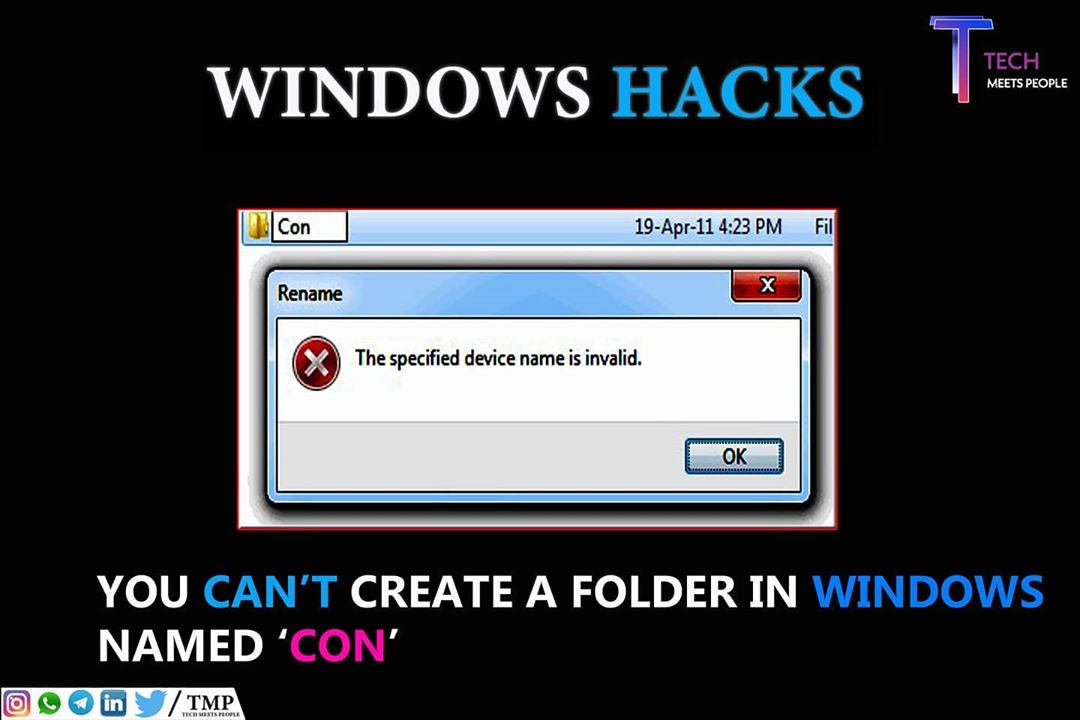 WINDOWS HACKS
T TECH
MEETS PEOPLE
Con 19-Apr-11 4:23 PM Fil
Rename X
The specified device name is invalid.
OK
YOU CAN'T CREATE A FOLDER IN WINDOWS
NAMED ‘CON’
/ TMP
TECH MEETS PEOPLE